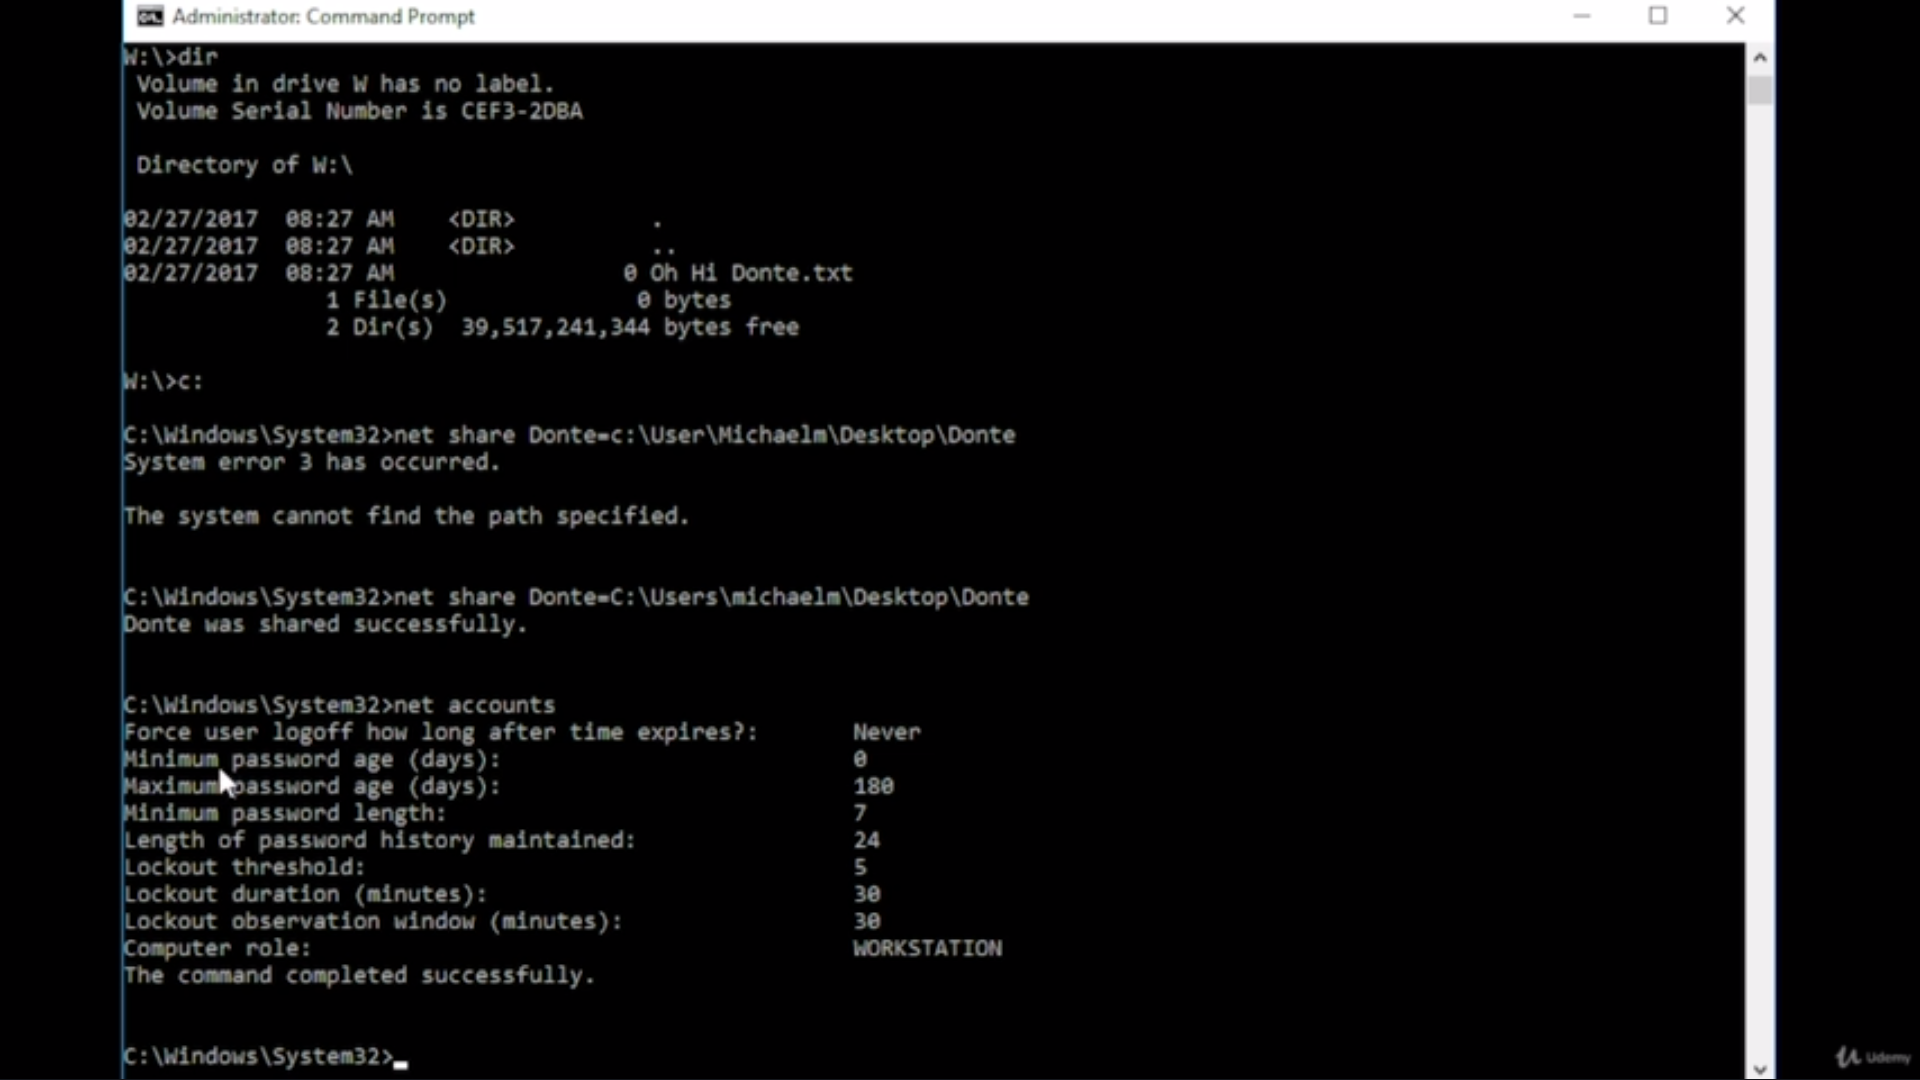 Administrator: Command Prompt
W:\>dir
Volume in drive W has no label.
Volume Serial Number is CEF3-2DBA
Directory of W:\
02/27/2017  08:27 AM    <DIR>          .
02/27/2017  08:27 AM    <DIR>          ..
02/27/2017  08:27 AM                 0 Oh Hi Donte.txt
1 File(s)              0 bytes
2 Dir(s)  39,517,241,344 bytes free
W:\>c:
C:\Windows\System32>net share Donte=c:\User\Michaelm\Desktop\Donte
System error 3 has occurred.
The system cannot find the path specified.
C:\Windows\System32>net share Donte=C:\Users\michaelm\Desktop\Donte
Donte was shared successfully.
C:\Windows\System32>net accounts
Force user logoff how long after time expires?:       Never
Minimum password age (days):                          0
Maximum password age (days):                          180
Minimum password length:                              7
Length of password history maintained:                24
Lockout threshold:                                    5
Lockout duration (minutes):                           30
Lockout observation window (minutes):                 30
Computer role:                                        WORKSTATION
The command completed successfully.
C:\Windows\System32>
Udemy